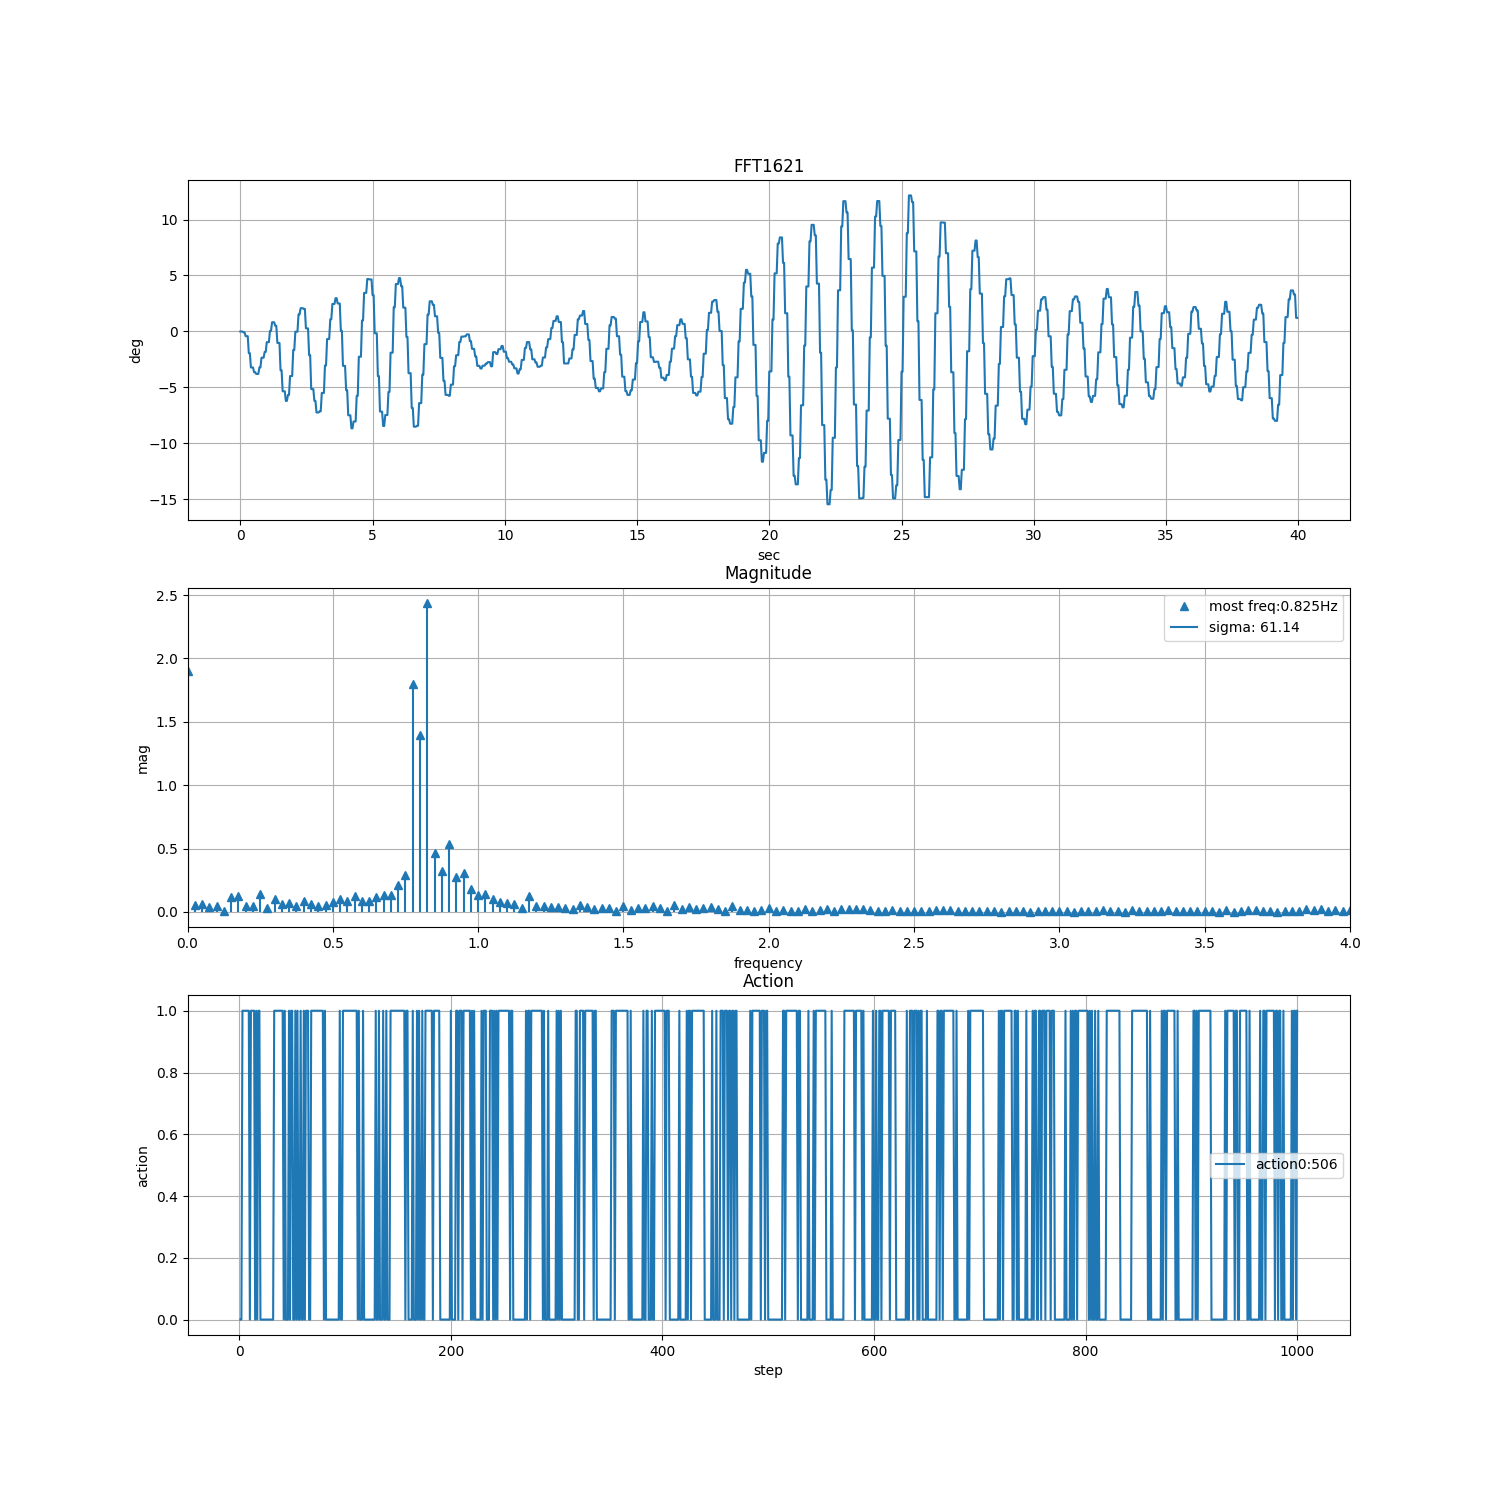 FFT1621
10
5
0
−5
−10
−15
deg
0 5 10 15 20 25 30 35 40
sec
Magnitude
2.5
2.0
1.5
1.0
0.5
0.0
mag
most freq:0.825Hz
sigma: 61.14
0.0 0.5 1.0 1.5 2.0 2.5 3.0 3.5 4.0
frequency
Action
1.0
0.8
0.6
0.4
0.2
0.0
action
action0:506
0 200 400 600 800 1000
step